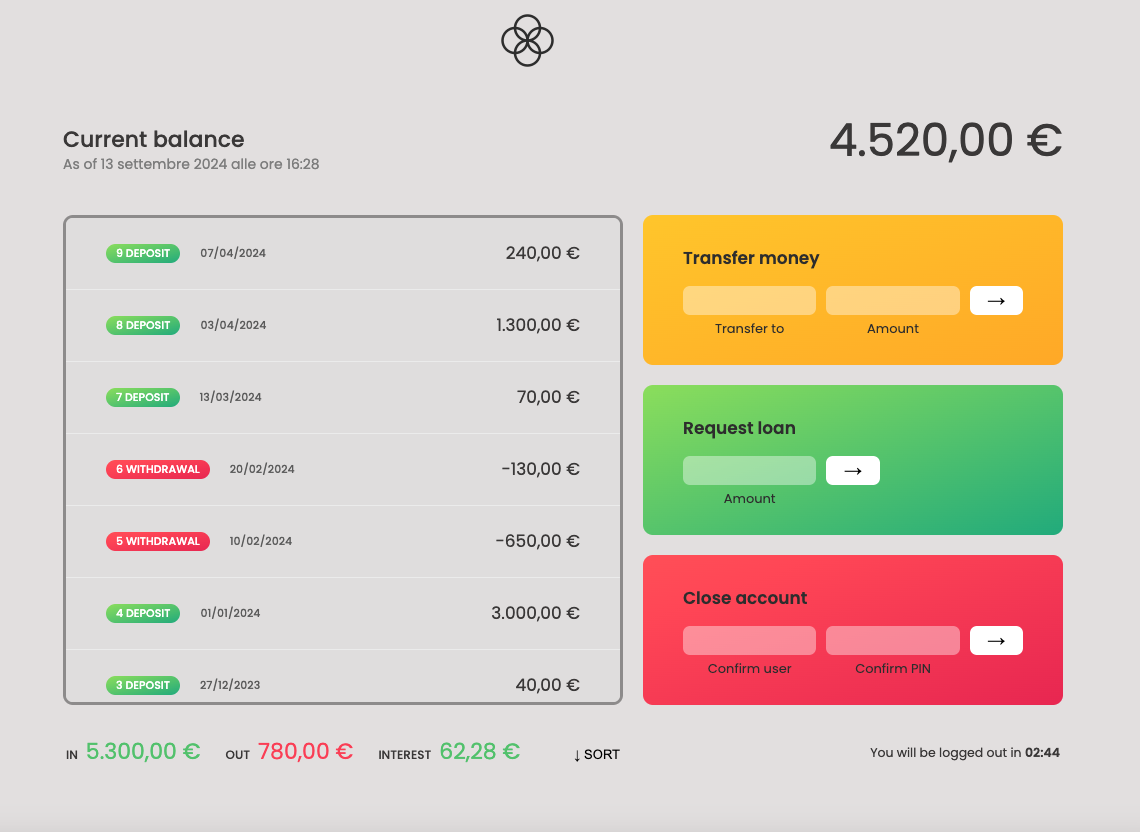 Current balance
As of 13 settembre 2024 alle ore 16:28
4.520,00 €
9 DEPOSIT 07/04/2024 240,00 €
8 DEPOSIT 03/04/2024 1.300,00 €
7 DEPOSIT 13/03/2024 70,00 €
6 WITHDRAWAL 20/02/2024 -130,00 €
5 WITHDRAWAL 10/02/2024 -650,00 €
4 DEPOSIT 01/01/2024 3.000,00 €
3 DEPOSIT 27/12/2023 40,00 €
Transfer money
→
Transfer to Amount
Request loan
→
Amount
Close account
→
Confirm user Confirm PIN
IN 5.300,00 € OUT 780,00 € INTEREST 62,28 € ↓ SORT
You will be logged out in 02:44